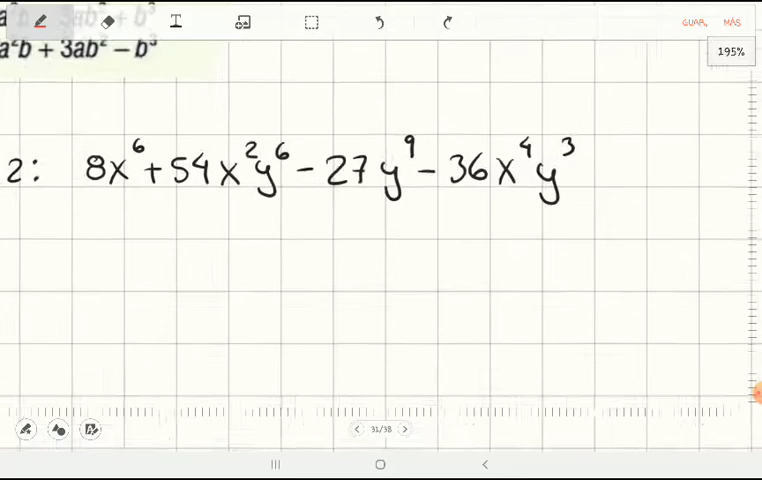 GUAR. MÁS
a²b + 3ab² − b³
195%
2: 8x⁶ + 54x²y⁶ − 27y⁹ − 36x⁴y³
31/38